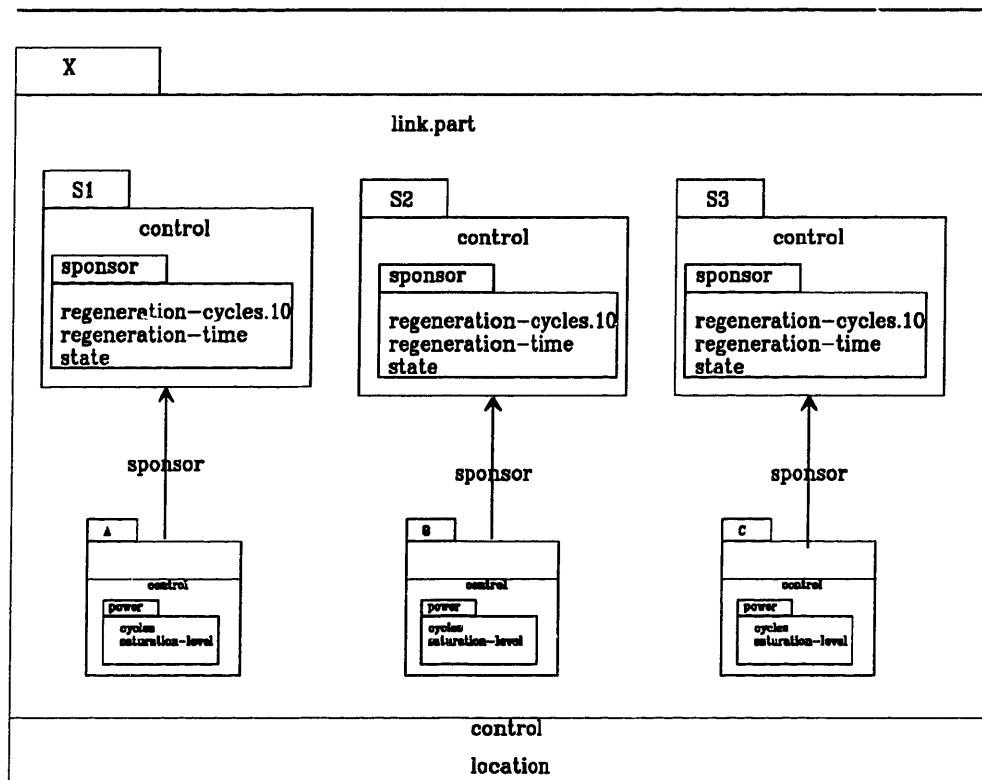 X
link.part
S1
S2
S3
control
control
control
sponsor
sponsor
sponsor
regeneration-cycles.10
regeneration-time
state
regeneration-cycles.10
regeneration-time
state
regeneration-cycles.10
regeneration-time
state
sponsor
sponsor
sponsor
A
B
C
control
control
control
power
power
power
cycles
saturation-level
cycles
saturation-level
cycles
saturation-level
control
location